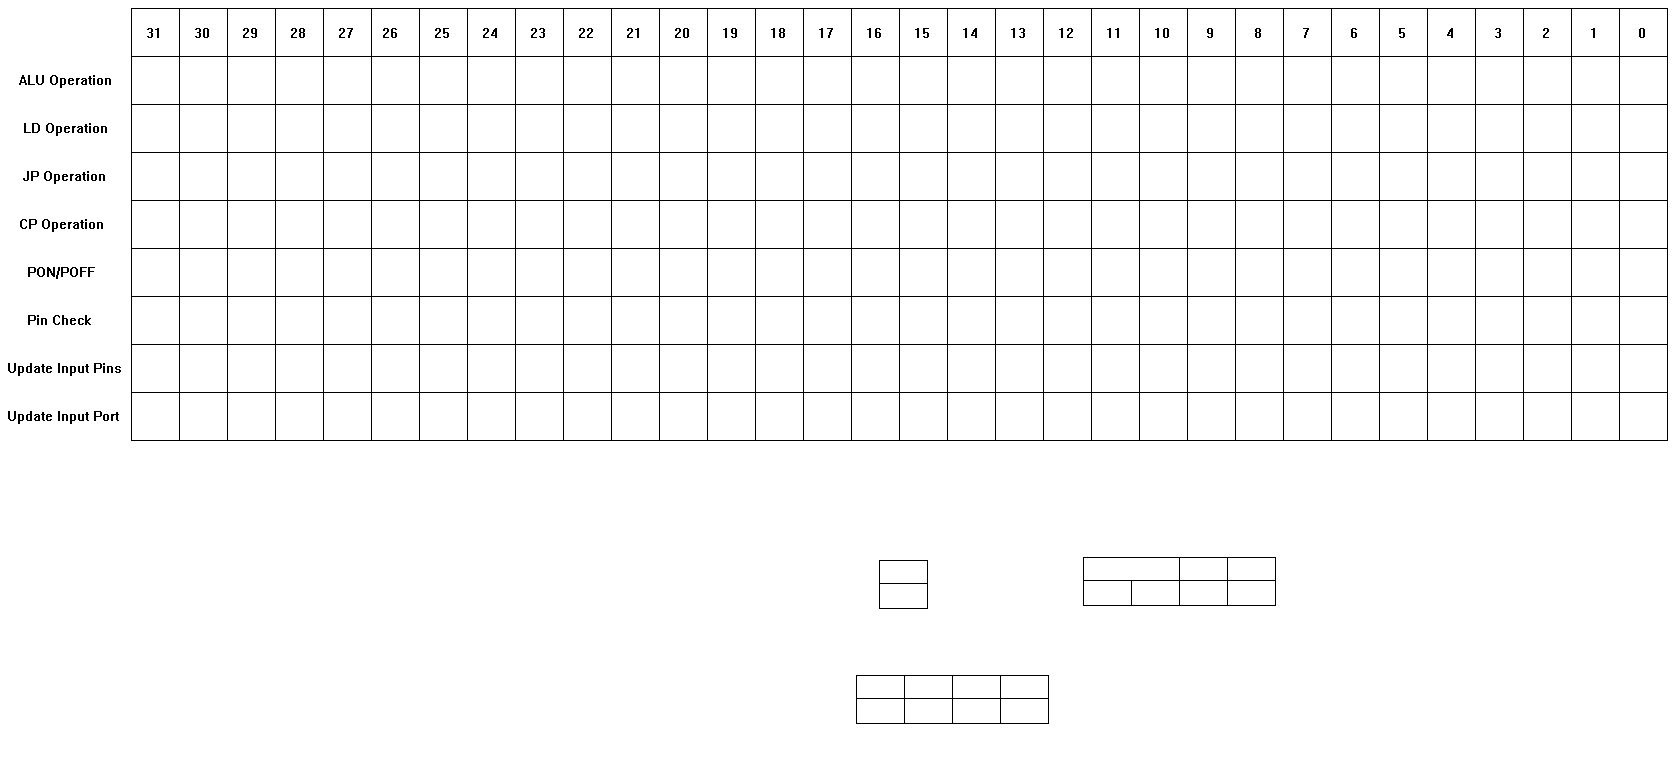 31 30 29 28 27 26 25 24 23 22 21 20 19 18 17 16 15 14 13 12 11 10 9 8 7 6 5 4 3 2 1 0
ALU Operation
LD Operation
JP Operation
CP Operation
PON/POFF
Pin Check
Update Input Pins
Update Input Port